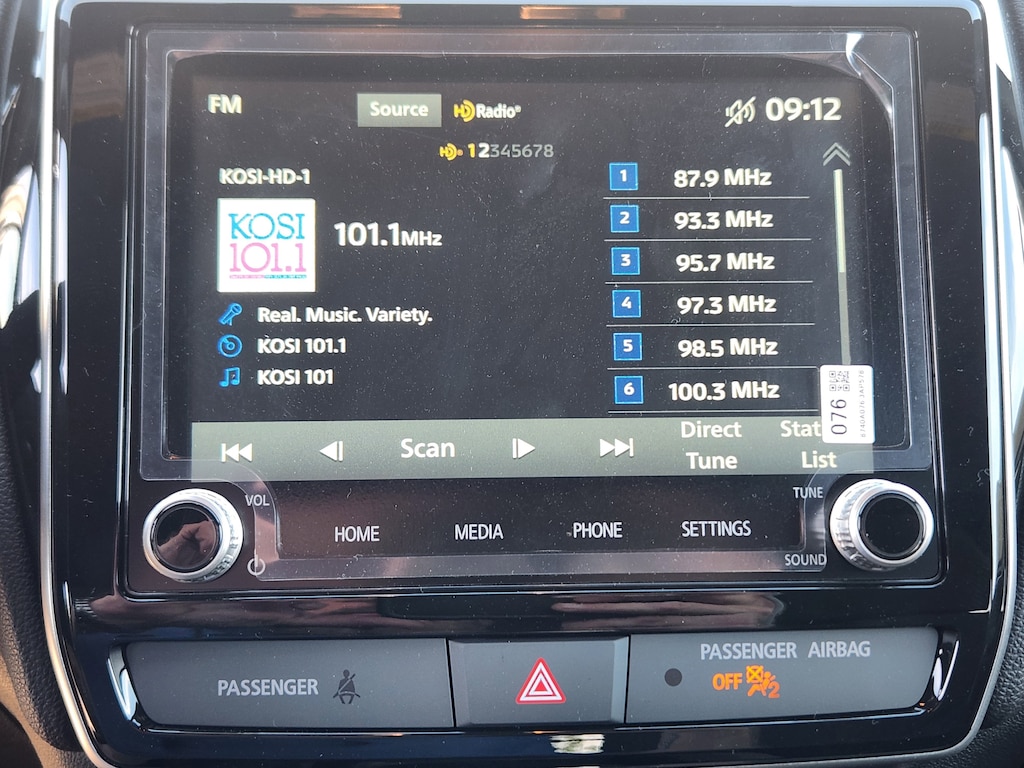 FM
Source
HD Radio®
09:12
HD® 12345678
KOSI-HD-1
KOSI
101.1
101.1MHz
Real. Music. Variety.
KOSI 101.1
KOSI 101
1 87.9 MHz
2 93.3 MHz
3 95.7 MHz
4 97.3 MHz
5 98.5 MHz
6 100.3 MHz
076
Scan
Direct
Tune
Stat
List
VOL
TUNE
HOME
MEDIA
PHONE
SETTINGS
SOUND
PASSENGER
PASSENGER AIRBAG
OFF
2